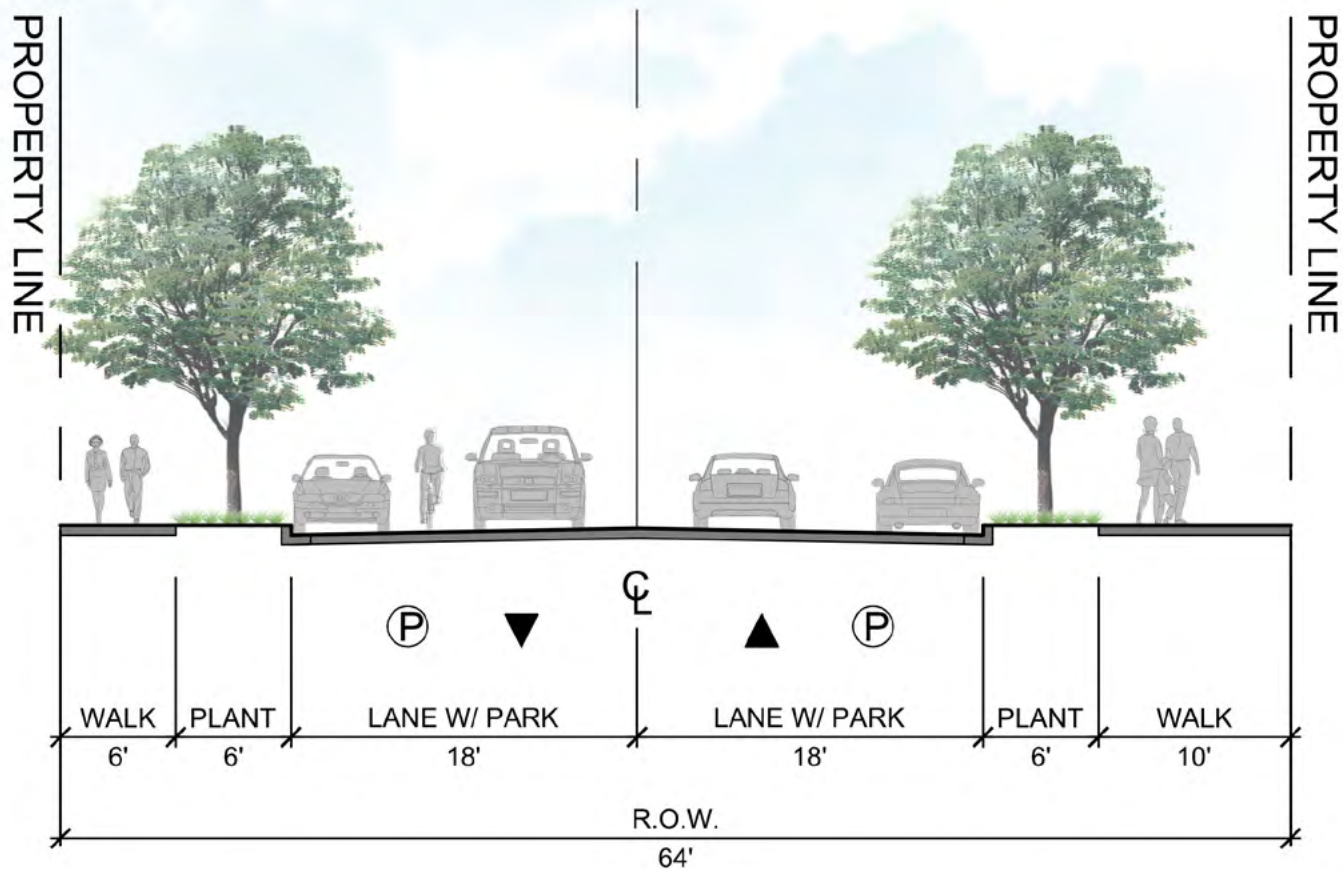 PROPERTY LINE
PROPERTY LINE
℄
P
P
WALK
PLANT
LANE W/ PARK
LANE W/ PARK
PLANT
WALK
6'
6'
18'
18'
6'
10'
R.O.W.
64'